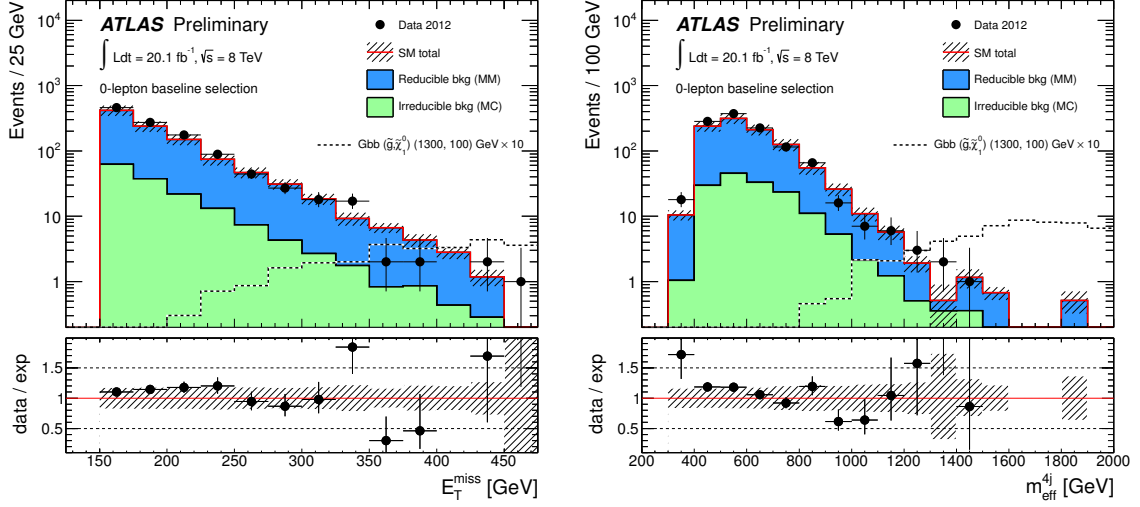 ATLAS Preliminary
∫ Ldt = 20.1 fb⁻¹, √s = 8 TeV
0-lepton baseline selection
Data 2012
SM total
Reducible bkg (MM)
Irreducible bkg (MC)
Gbb (g̃,χ̃₁⁰) (1300, 100) GeV × 10
Events / 25 GeV
10⁴
10³
10²
10
1
data / exp
1.5
1
0.5
150 200 250 300 350 400 450
E_T^miss [GeV]
ATLAS Preliminary
∫ Ldt = 20.1 fb⁻¹, √s = 8 TeV
0-lepton baseline selection
Data 2012
SM total
Reducible bkg (MM)
Irreducible bkg (MC)
Gbb (g̃,χ̃₁⁰) (1300, 100) GeV × 10
Events / 100 GeV
10⁴
10³
10²
10
1
data / exp
1.5
1
0.5
200 400 600 800 1000 1200 1400 1600 1800 2000
m_eff^4j [GeV]